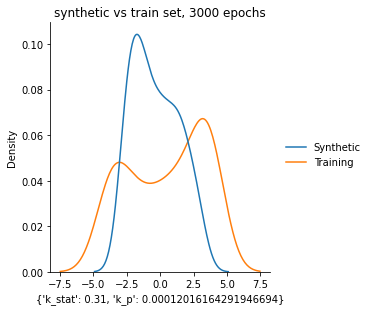 synthetic vs train set, 3000 epochs
0.10
0.08
0.06
0.04
0.02
0.00
Density
-7.5 -5.0 -2.5 0.0 2.5 5.0 7.5
{'k_stat': 0.31, 'k_p': 0.00012016164291946694}
Synthetic
Training